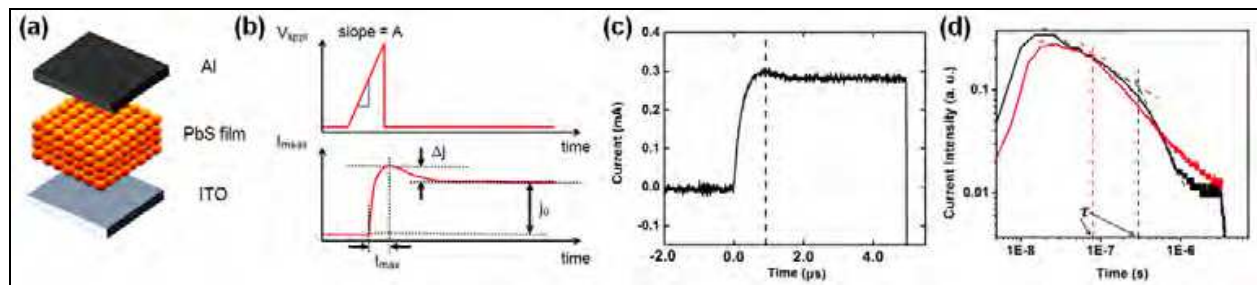 (a)
Al
PbS film
ITO
(b)
V_appl
slope = A
time
Δj
j₀
t_max
time
(c)
0.4
0.3
0.2
0.1
0.0
-0.1
Current (mA)
-2.0 0.0 2.0 4.0
Time (µs)
(d)
0.1
0.01
Current Intensity (a. u.)
τ
1E-8 1E-7 1E-6
Time (s)